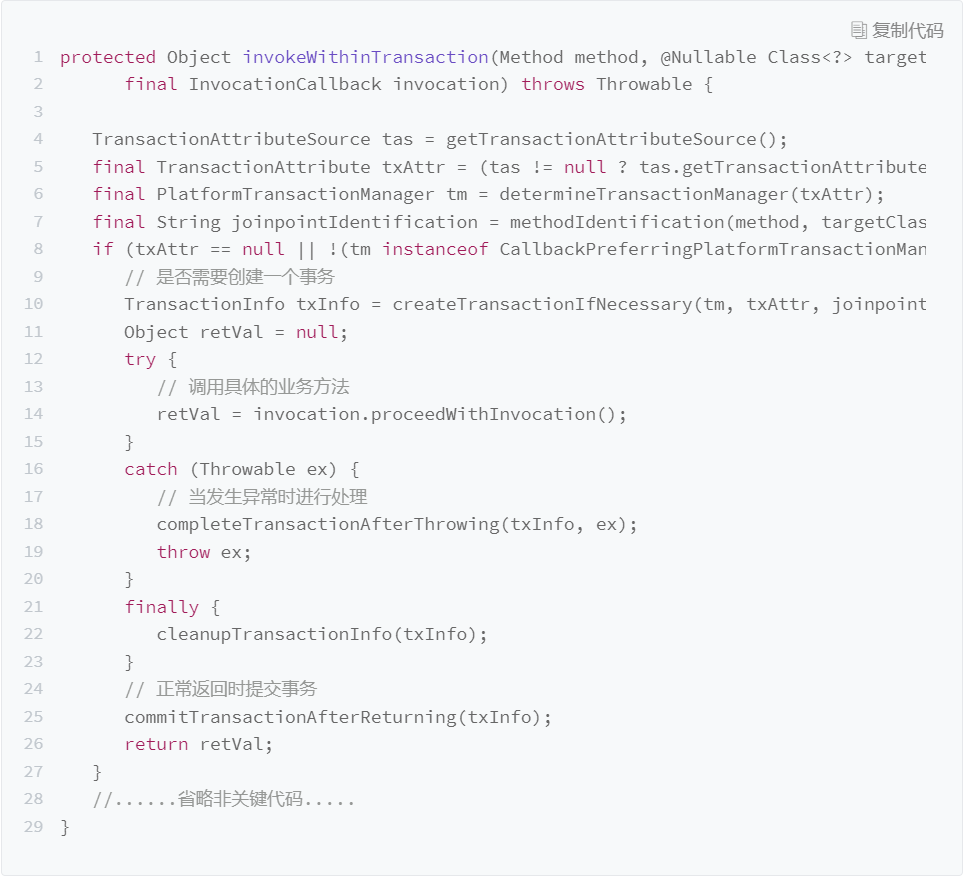 复制代码
1 protected Object invokeWithinTransaction(Method method, @Nullable Class<?> target
2 final InvocationCallback invocation) throws Throwable {
3
4 TransactionAttributeSource tas = getTransactionAttributeSource();
5 final TransactionAttribute txAttr = (tas != null ? tas.getTransactionAttribute
6 final PlatformTransactionManager tm = determineTransactionManager(txAttr);
7 final String joinpointIdentification = methodIdentification(method, targetClas
8 if (txAttr == null || !(tm instanceof CallbackPreferringPlatformTransactionMan
9 // 是否需要创建一个事务
10 TransactionInfo txInfo = createTransactionIfNecessary(tm, txAttr, joinpoint
11 Object retVal = null;
12 try {
13 // 调用具体的业务方法
14 retVal = invocation.proceedWithInvocation();
15 }
16 catch (Throwable ex) {
17 // 当发生异常时进行处理
18 completeTransactionAfterThrowing(txInfo, ex);
19 throw ex;
20 }
21 finally {
22 cleanupTransactionInfo(txInfo);
23 }
24 // 正常返回时提交事务
25 commitTransactionAfterReturning(txInfo);
26 return retVal;
27 }
28 //......省略非关键代码.....
29 }